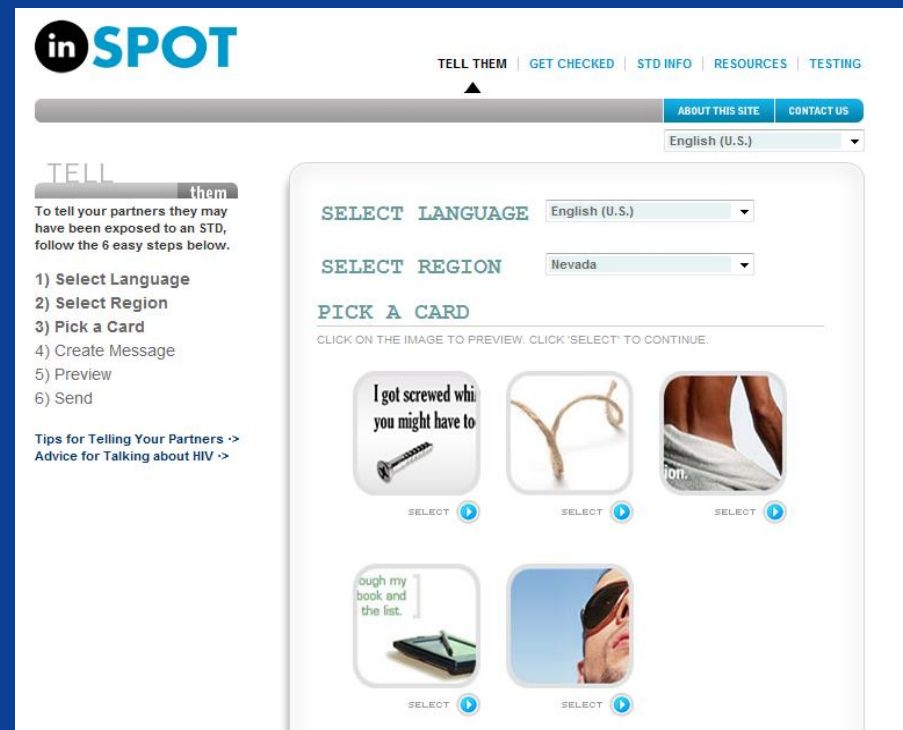 inSPOT
TELL THEM | GET CHECKED | STD INFO | RESOURCES | TESTING
ABOUT THIS SITE CONTACT US
English (U.S.)
TELL
them
To tell your partners they may
have been exposed to an STD,
follow the 6 easy steps below.
1) Select Language
2) Select Region
3) Pick a Card
4) Create Message
5) Preview
6) Send
Tips for Telling Your Partners ->
Advice for Talking about HIV ->
SELECT LANGUAGE English (U.S.)
SELECT REGION Nevada
PICK A CARD
CLICK ON THE IMAGE TO PREVIEW. CLICK 'SELECT' TO CONTINUE.
I got screwed whi
you might have to
ion.
SELECT SELECT SELECT
ough my
book and
the list.
SELECT SELECT